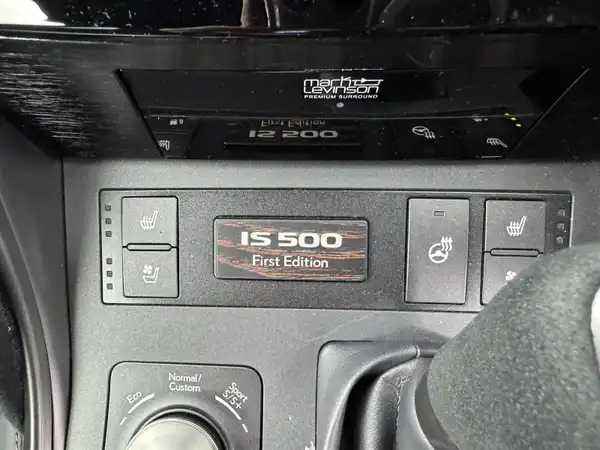 mark
Levinson
PREMIUM SURROUND
IS 500
First Edition
IS 500
First Edition
Normal/
Custom
Eco
Sport
S/S+